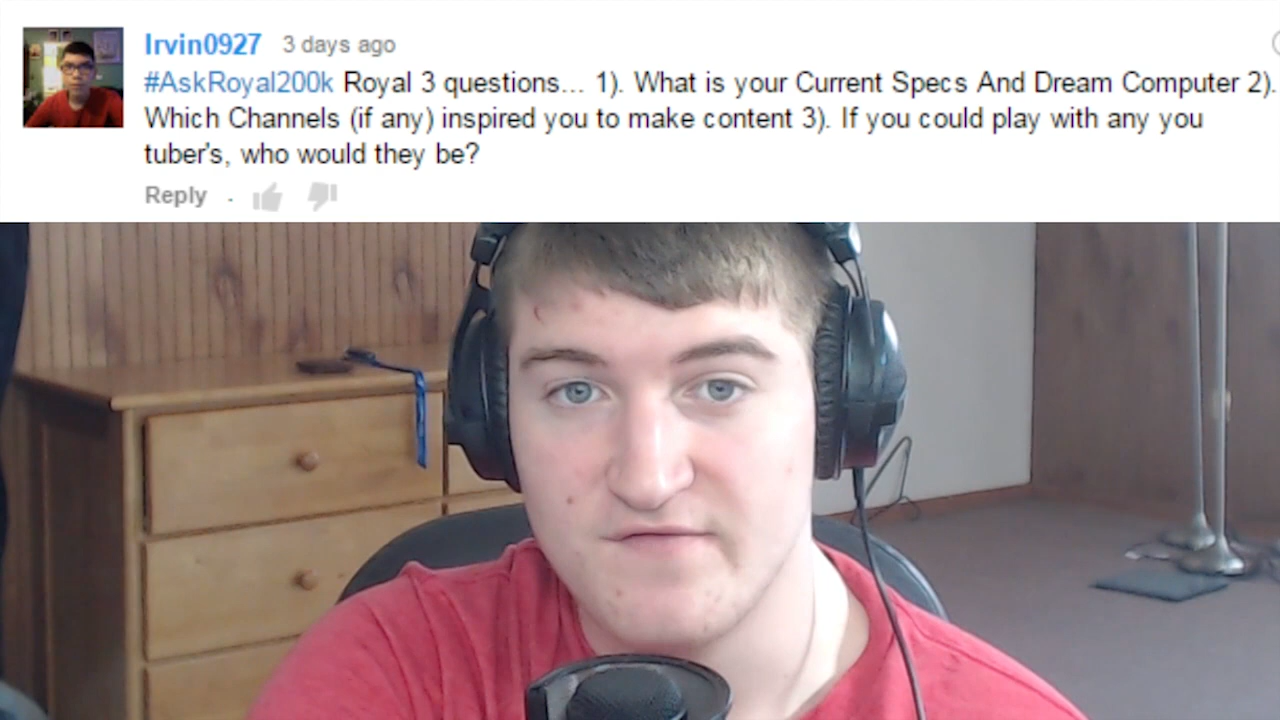 Irvin0927 3 days ago
#AskRoyal200k Royal 3 questions... 1). What is your Current Specs And Dream Computer 2).
Which Channels (if any) inspired you to make content 3). If you could play with any you
tuber's, who would they be?
Reply